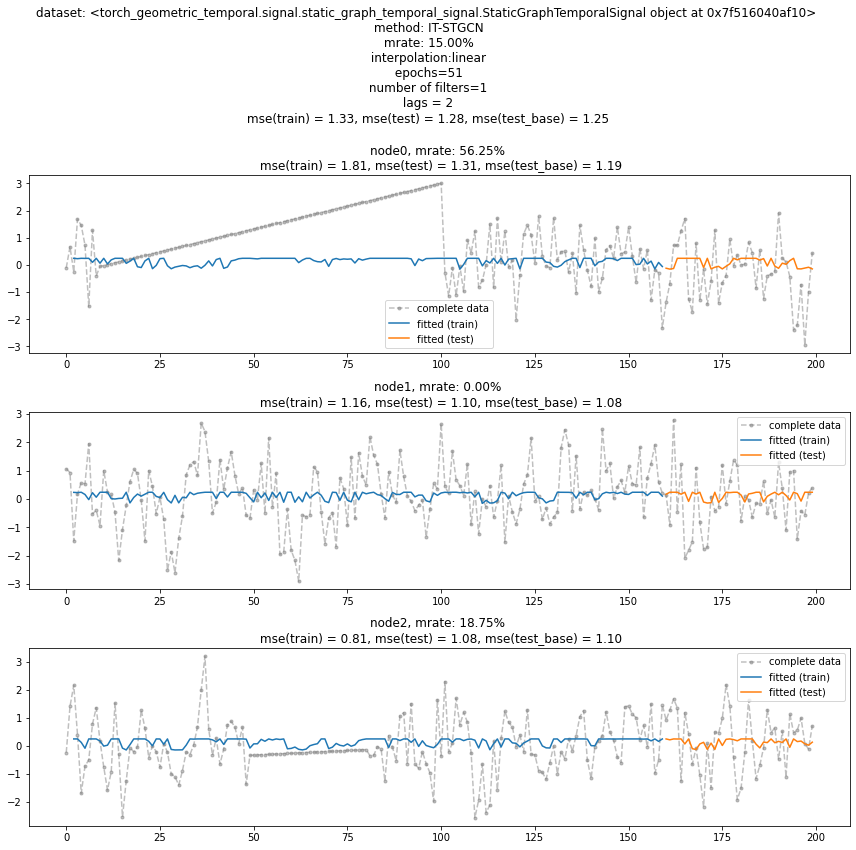 dataset: <torch_geometric_temporal.signal.static_graph_temporal_signal.StaticGraphTemporalSignal object at 0x7f516040af10>
method: IT-STGCN
mrate: 15.00%
interpolation:linear
epochs=51
number of filters=1
lags = 2
mse(train) = 1.33, mse(test) = 1.28, mse(test_base) = 1.25
node0, mrate: 56.25%
mse(train) = 1.81, mse(test) = 1.31, mse(test_base) = 1.19
3
2
1
0
−1
−2
−3
complete data
fitted (train)
fitted (test)
0 25 50 75 100 125 150 175 200
node1, mrate: 0.00%
mse(train) = 1.16, mse(test) = 1.10, mse(test_base) = 1.08
3
2
1
0
−1
−2
−3
complete data
fitted (train)
fitted (test)
0 25 50 75 100 125 150 175 200
node2, mrate: 18.75%
mse(train) = 0.81, mse(test) = 1.08, mse(test_base) = 1.10
3
2
1
0
−1
−2
complete data
fitted (train)
fitted (test)
0 25 50 75 100 125 150 175 200